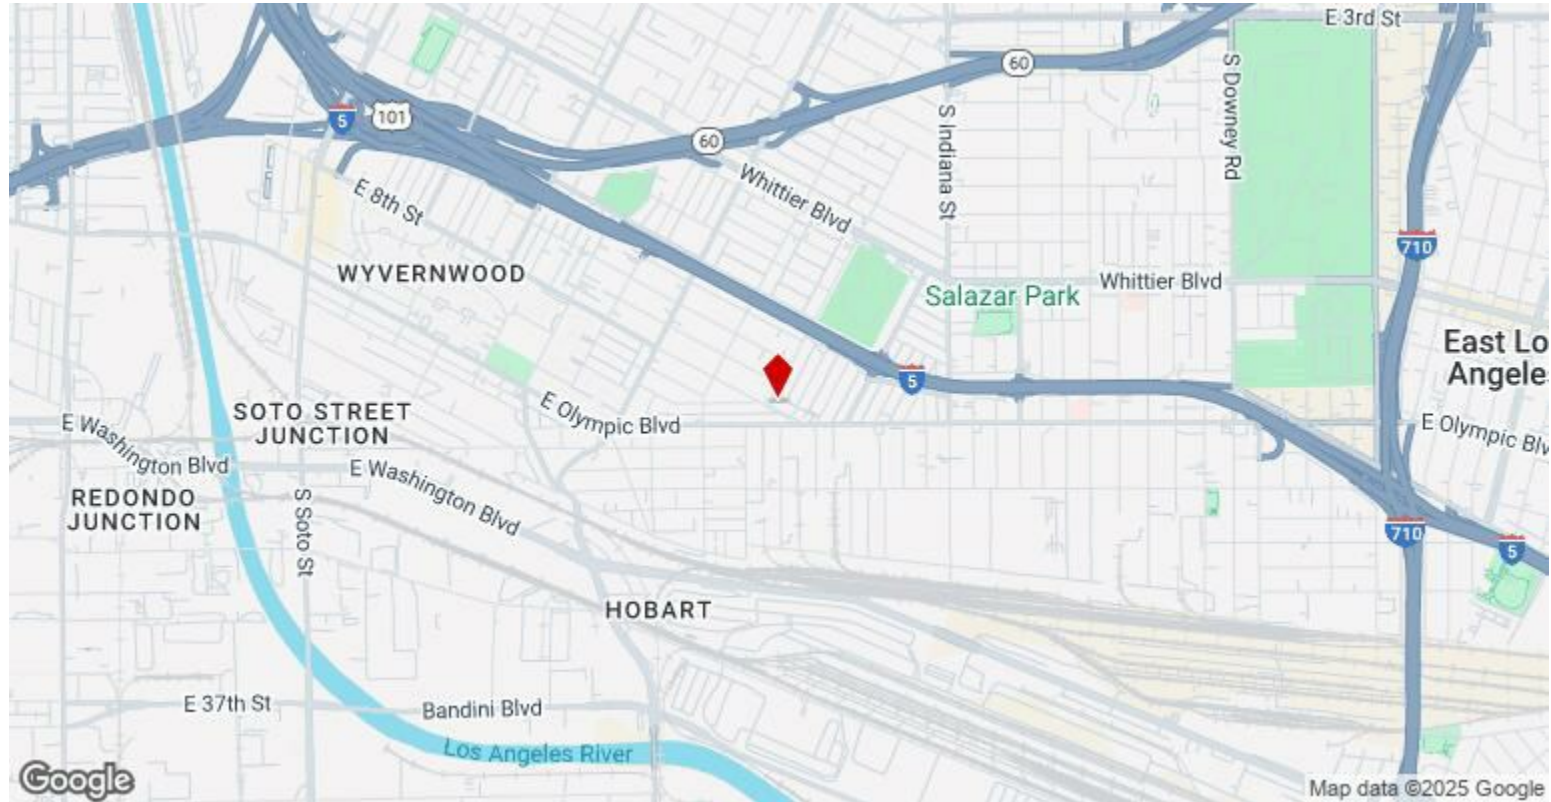 E 3rd St
60
5
101
60
S Downey Rd
S Indiana St
Whittier Blvd
E 8th St
710
WYVERNWOOD
Whittier Blvd
Salazar Park
East Lo
Angele
5
SOTO STREET
JUNCTION
E Olympic Blvd
E Olympic Blv
E Washington Blvd
E Washington Blvd
REDONDO
JUNCTION
S Soto St
710
5
HOBART
E 37th St
Bandini Blvd
Los Angeles River
Google
Map data ©2025 Google